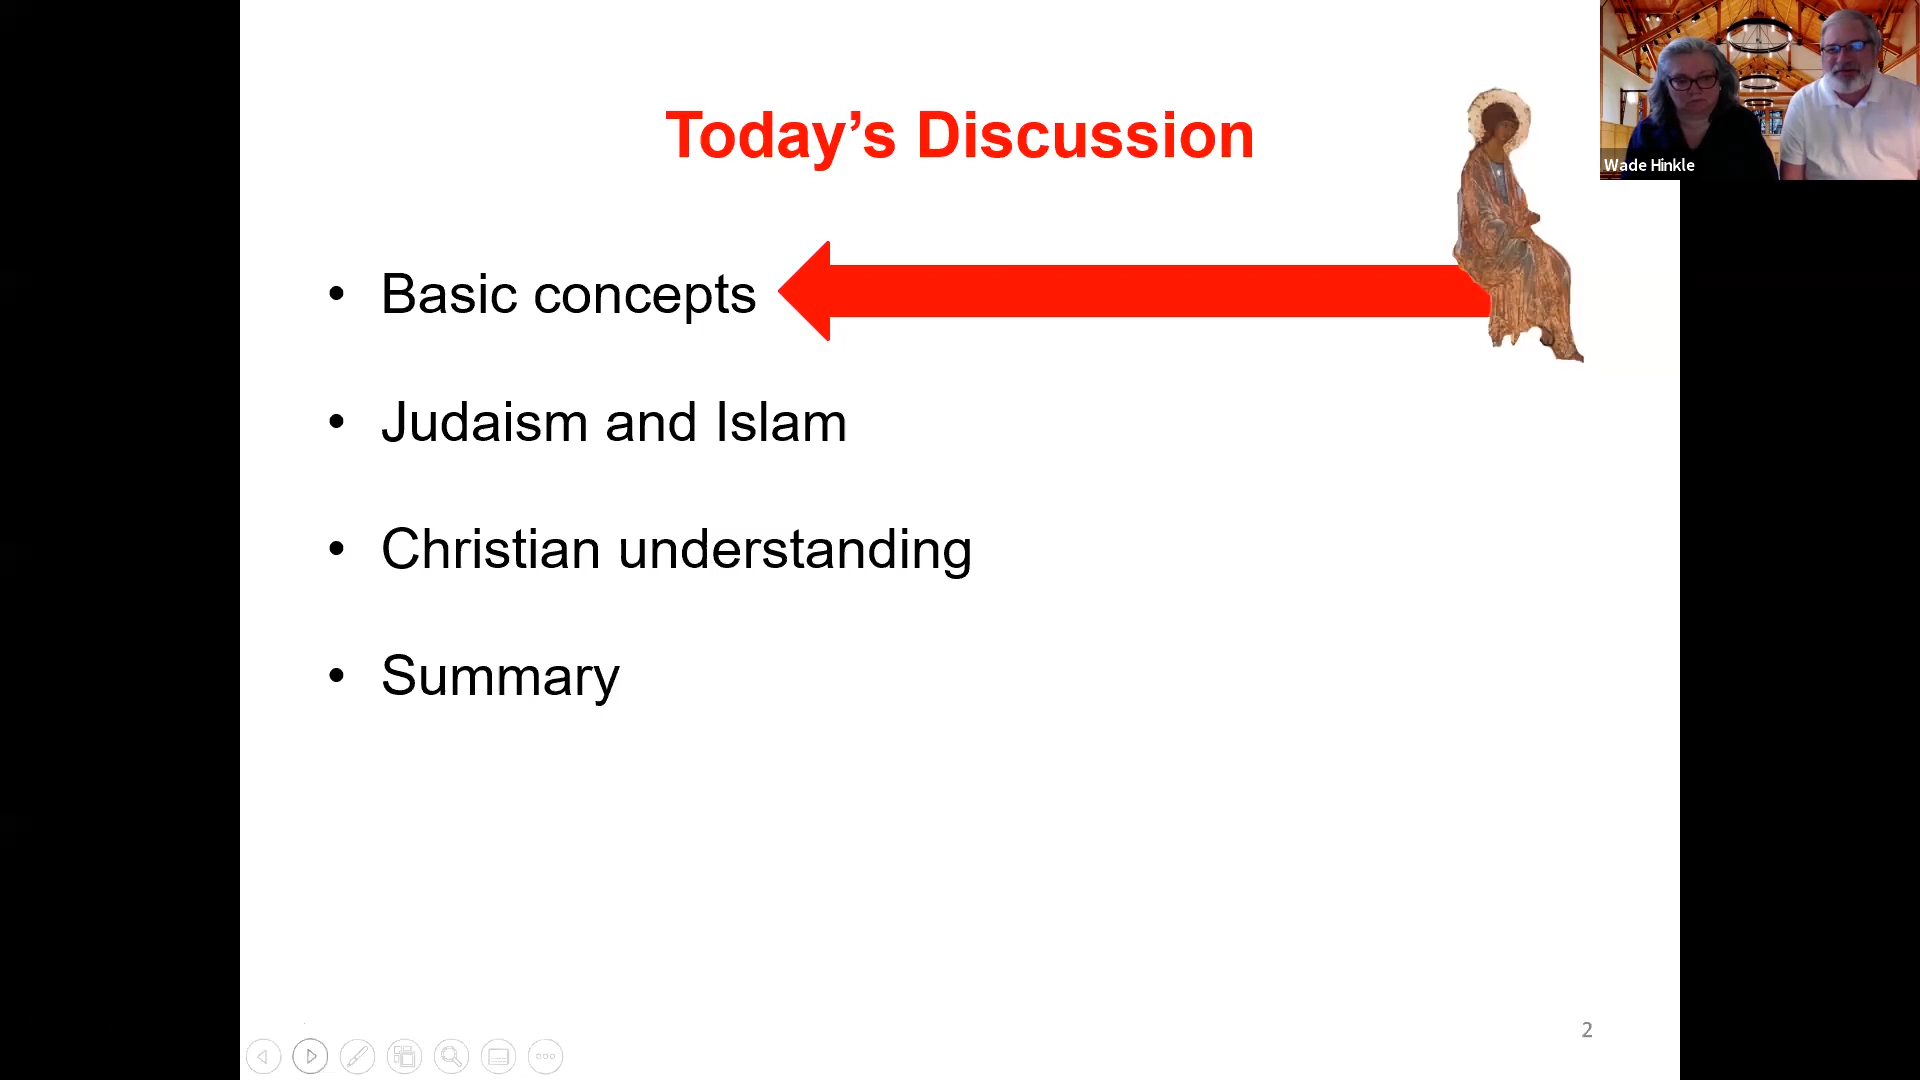 Today’s Discussion
Wade Hinkle
• Basic concepts
• Judaism and Islam
• Christian understanding
• Summary
2